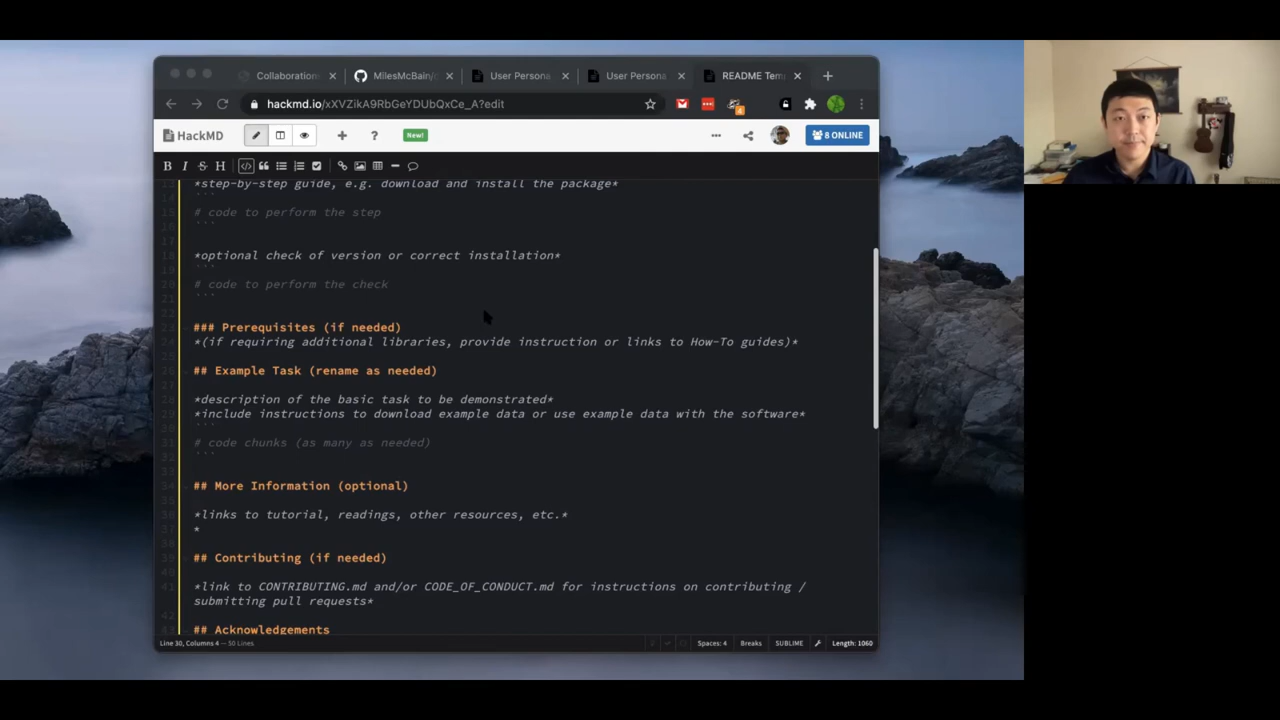 Collaboration
MilesMcBain/
User Persona
User Persona
README Tem
hackmd.io/xXVZikA9RbGeYDUbQxCe_A?edit
HackMD
New!
8 ONLINE
*step-by-step guide, e.g. download and install the package*
```
# code to perform the step
```
*optional check of version or correct installation*
```
# code to perform the check
```
### Prerequisites (if needed)
*(if requiring additional libraries, provide instruction or links to How-To guides)*
## Example Task (rename as needed)
*description of the basic task to be demonstrated*
*include instructions to download example data or use example data with the software*
```
# code chunks (as many as needed)
```
## More Information (optional)
*links to tutorial, readings, other resources, etc.*
*
## Contributing (if needed)
*link to CONTRIBUTING.md and/or CODE_OF_CONDUCT.md for instructions on contributing /
submitting pull requests*
## Acknowledgements
Line 30, Columns 4 — 50 Lines
Spaces: 4
Breaks
SUBLIME
Length: 1060